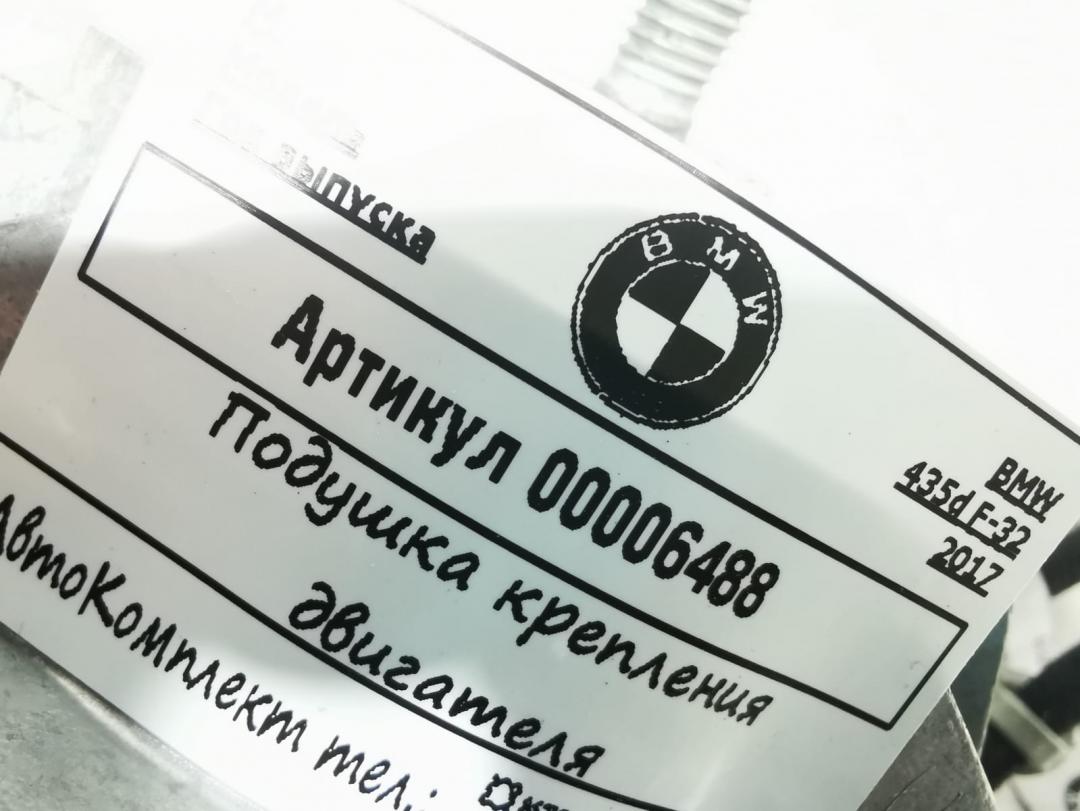 выпуска
BMW
BMW
435d F-32
2017
Артикул 00006488
Подушка крепления
двигателя
АвтоКомплект тел.: